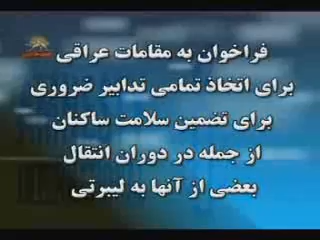 فراخوان به مقامات عراقی
برای اتخاذ تمامی تدابیر ضروری
برای تضمین سلامت ساکنان
از جمله در دوران انتقال
بعضی از آنها به لیبرتی